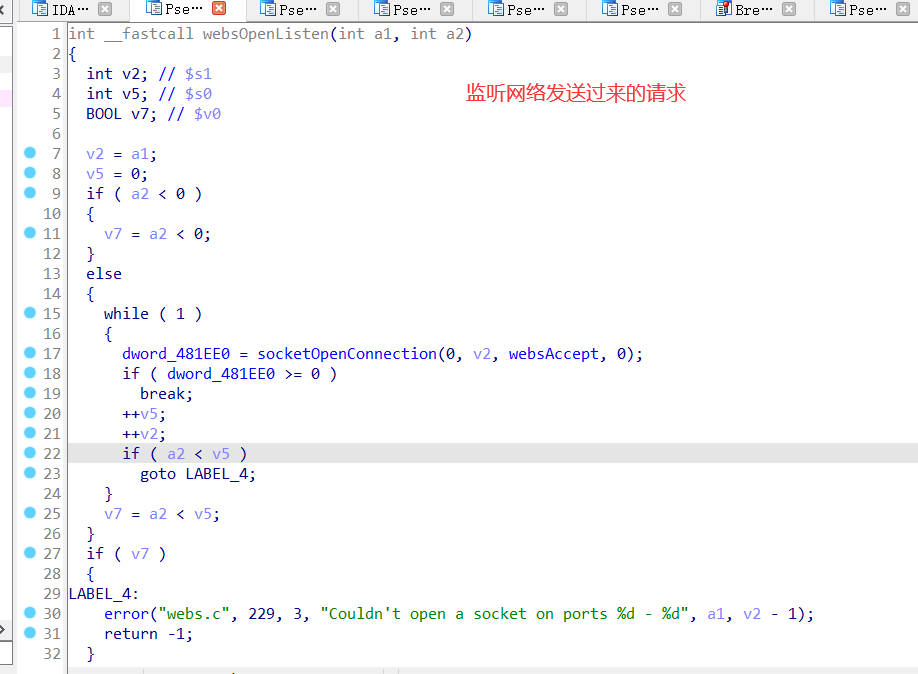 IDA··· Pse··· Pse··· Pse··· Pse··· Pse··· Bre··· Pse···
1 int __fastcall websOpenListen(int a1, int a2)
2 {
3 int v2; // $s1
4 int v5; // $s0
监听网络发送过来的请求
5 BOOL v7; // $v0
6
7 v2 = a1;
8 v5 = 0;
9 if ( a2 < 0 )
10 {
11 v7 = a2 < 0;
12 }
13 else
14 {
15 while ( 1 )
16 {
17 dword_481EE0 = socketOpenConnection(0, v2, websAccept, 0);
18 if ( dword_481EE0 >= 0 )
19 break;
20 ++v5;
21 ++v2;
22 if ( a2 < v5 )
23 goto LABEL_4;
24 }
25 v7 = a2 < v5;
26 }
27 if ( v7 )
28 {
29 LABEL_4:
30 error("webs.c", 229, 3, "Couldn't open a socket on ports %d - %d", a1, v2 - 1);
31 return -1;
32 }